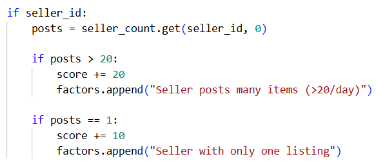 if seller_id:
    posts = seller_count.get(seller_id, 0)

    if posts > 20:
        score += 20
        factors.append("Seller posts many items (>20/day)")

    if posts == 1:
        score += 10
        factors.append("Seller with only one listing")